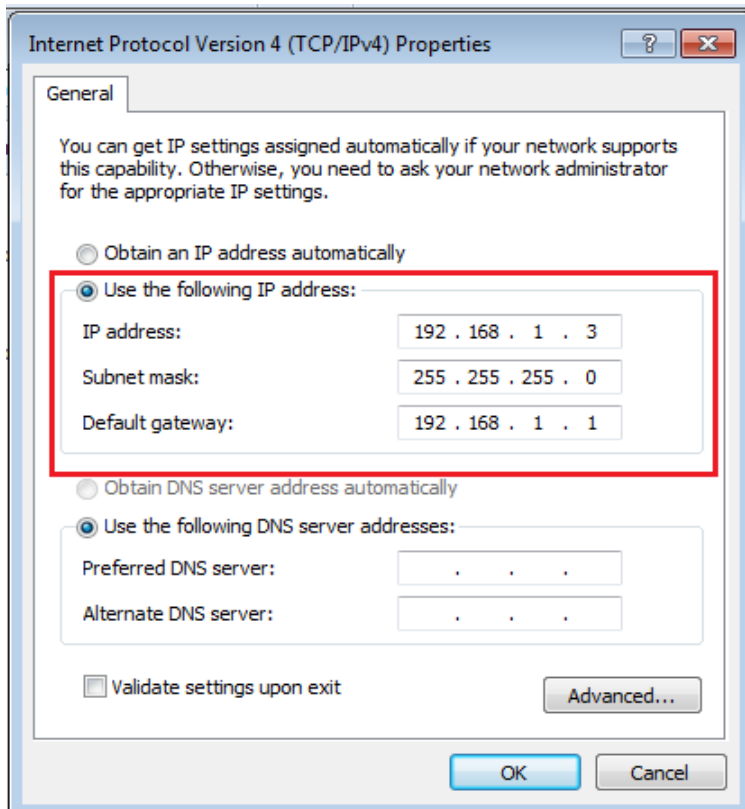 Internet Protocol Version 4 (TCP/IPv4) Properties
General
You can get IP settings assigned automatically if your network supports
this capability. Otherwise, you need to ask your network administrator
for the appropriate IP settings.
Obtain an IP address automatically
Use the following IP address:
IP address: 192 . 168 . 1 . 3
Subnet mask: 255 . 255 . 255 . 0
Default gateway: 192 . 168 . 1 . 1
Obtain DNS server address automatically
Use the following DNS server addresses:
Preferred DNS server: . . .
Alternate DNS server: . . .
Validate settings upon exit
Advanced...
OK Cancel